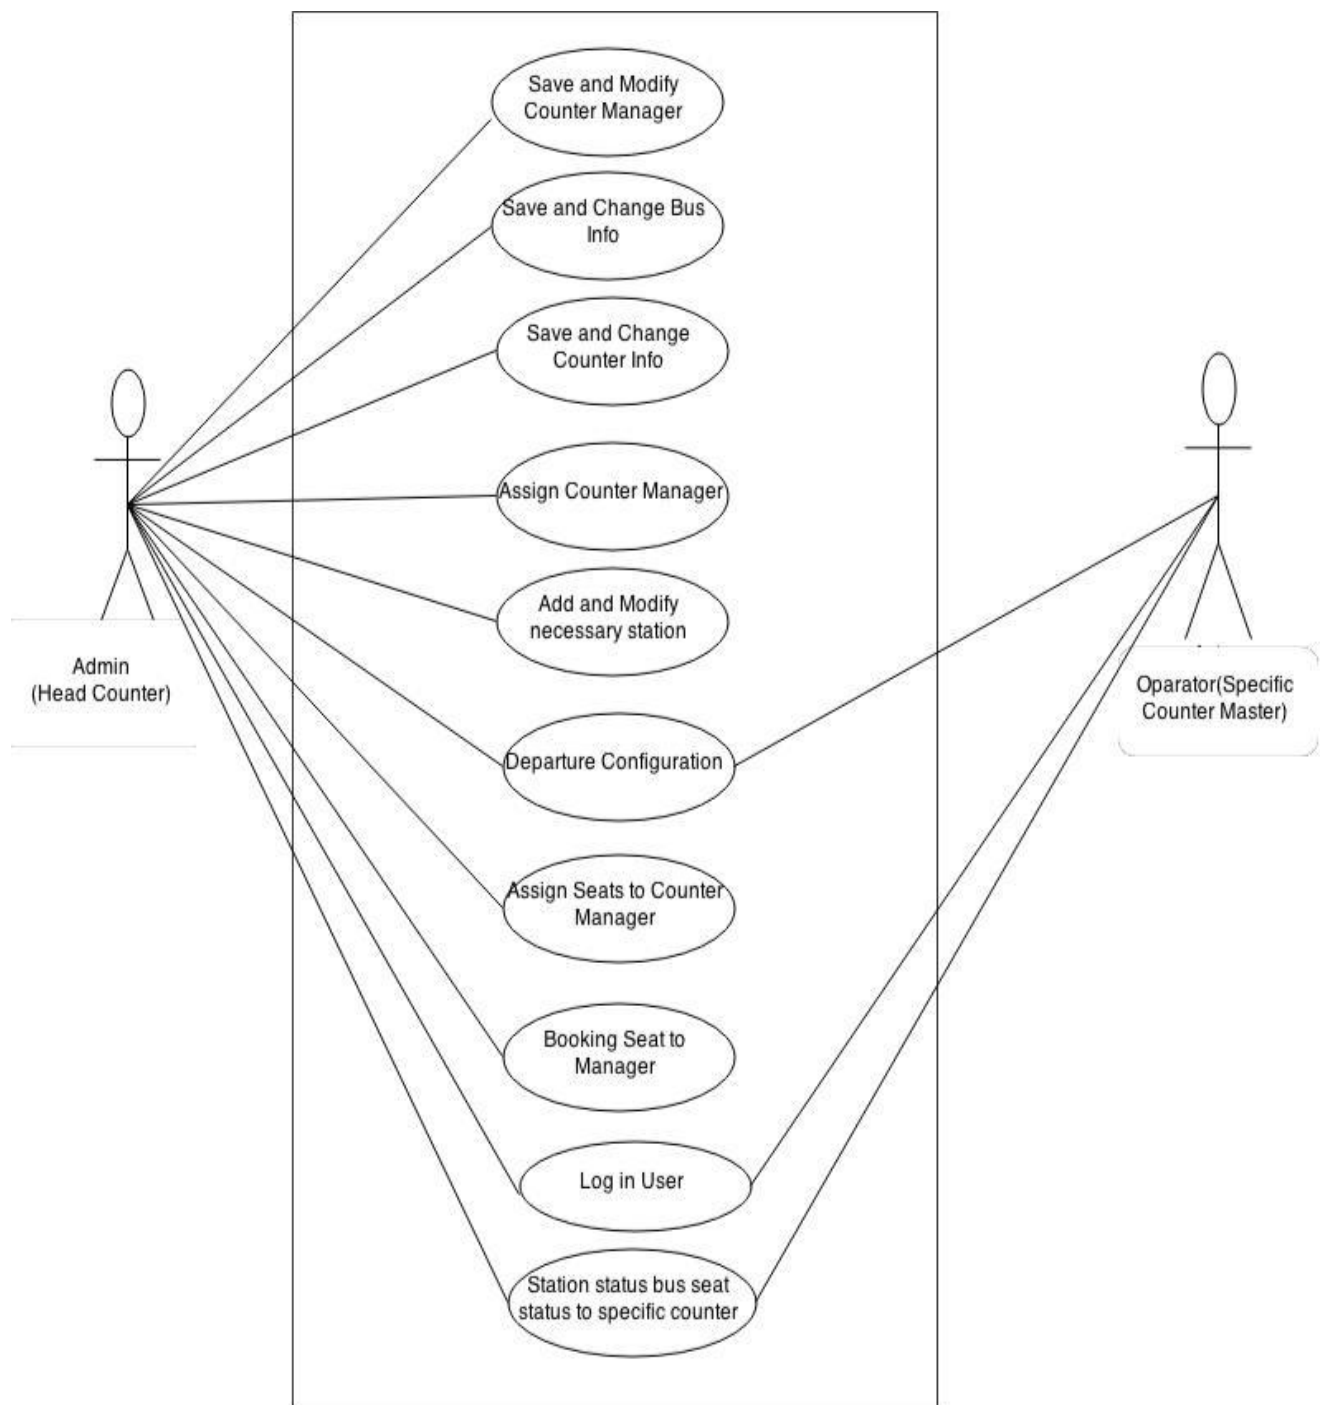 Save and Modify
Counter Manager
Save and Change Bus
Info
Save and Change
Counter Info
Assign Counter Manager
Add and Modify
necessary station
Admin
(Head Counter)
Oparator(Specific
Counter Master)
Departure Configuration
Assign Seats to Counter
Manager
Booking Seat to
Manager
Log in User
Station status bus seat
status to specific counter